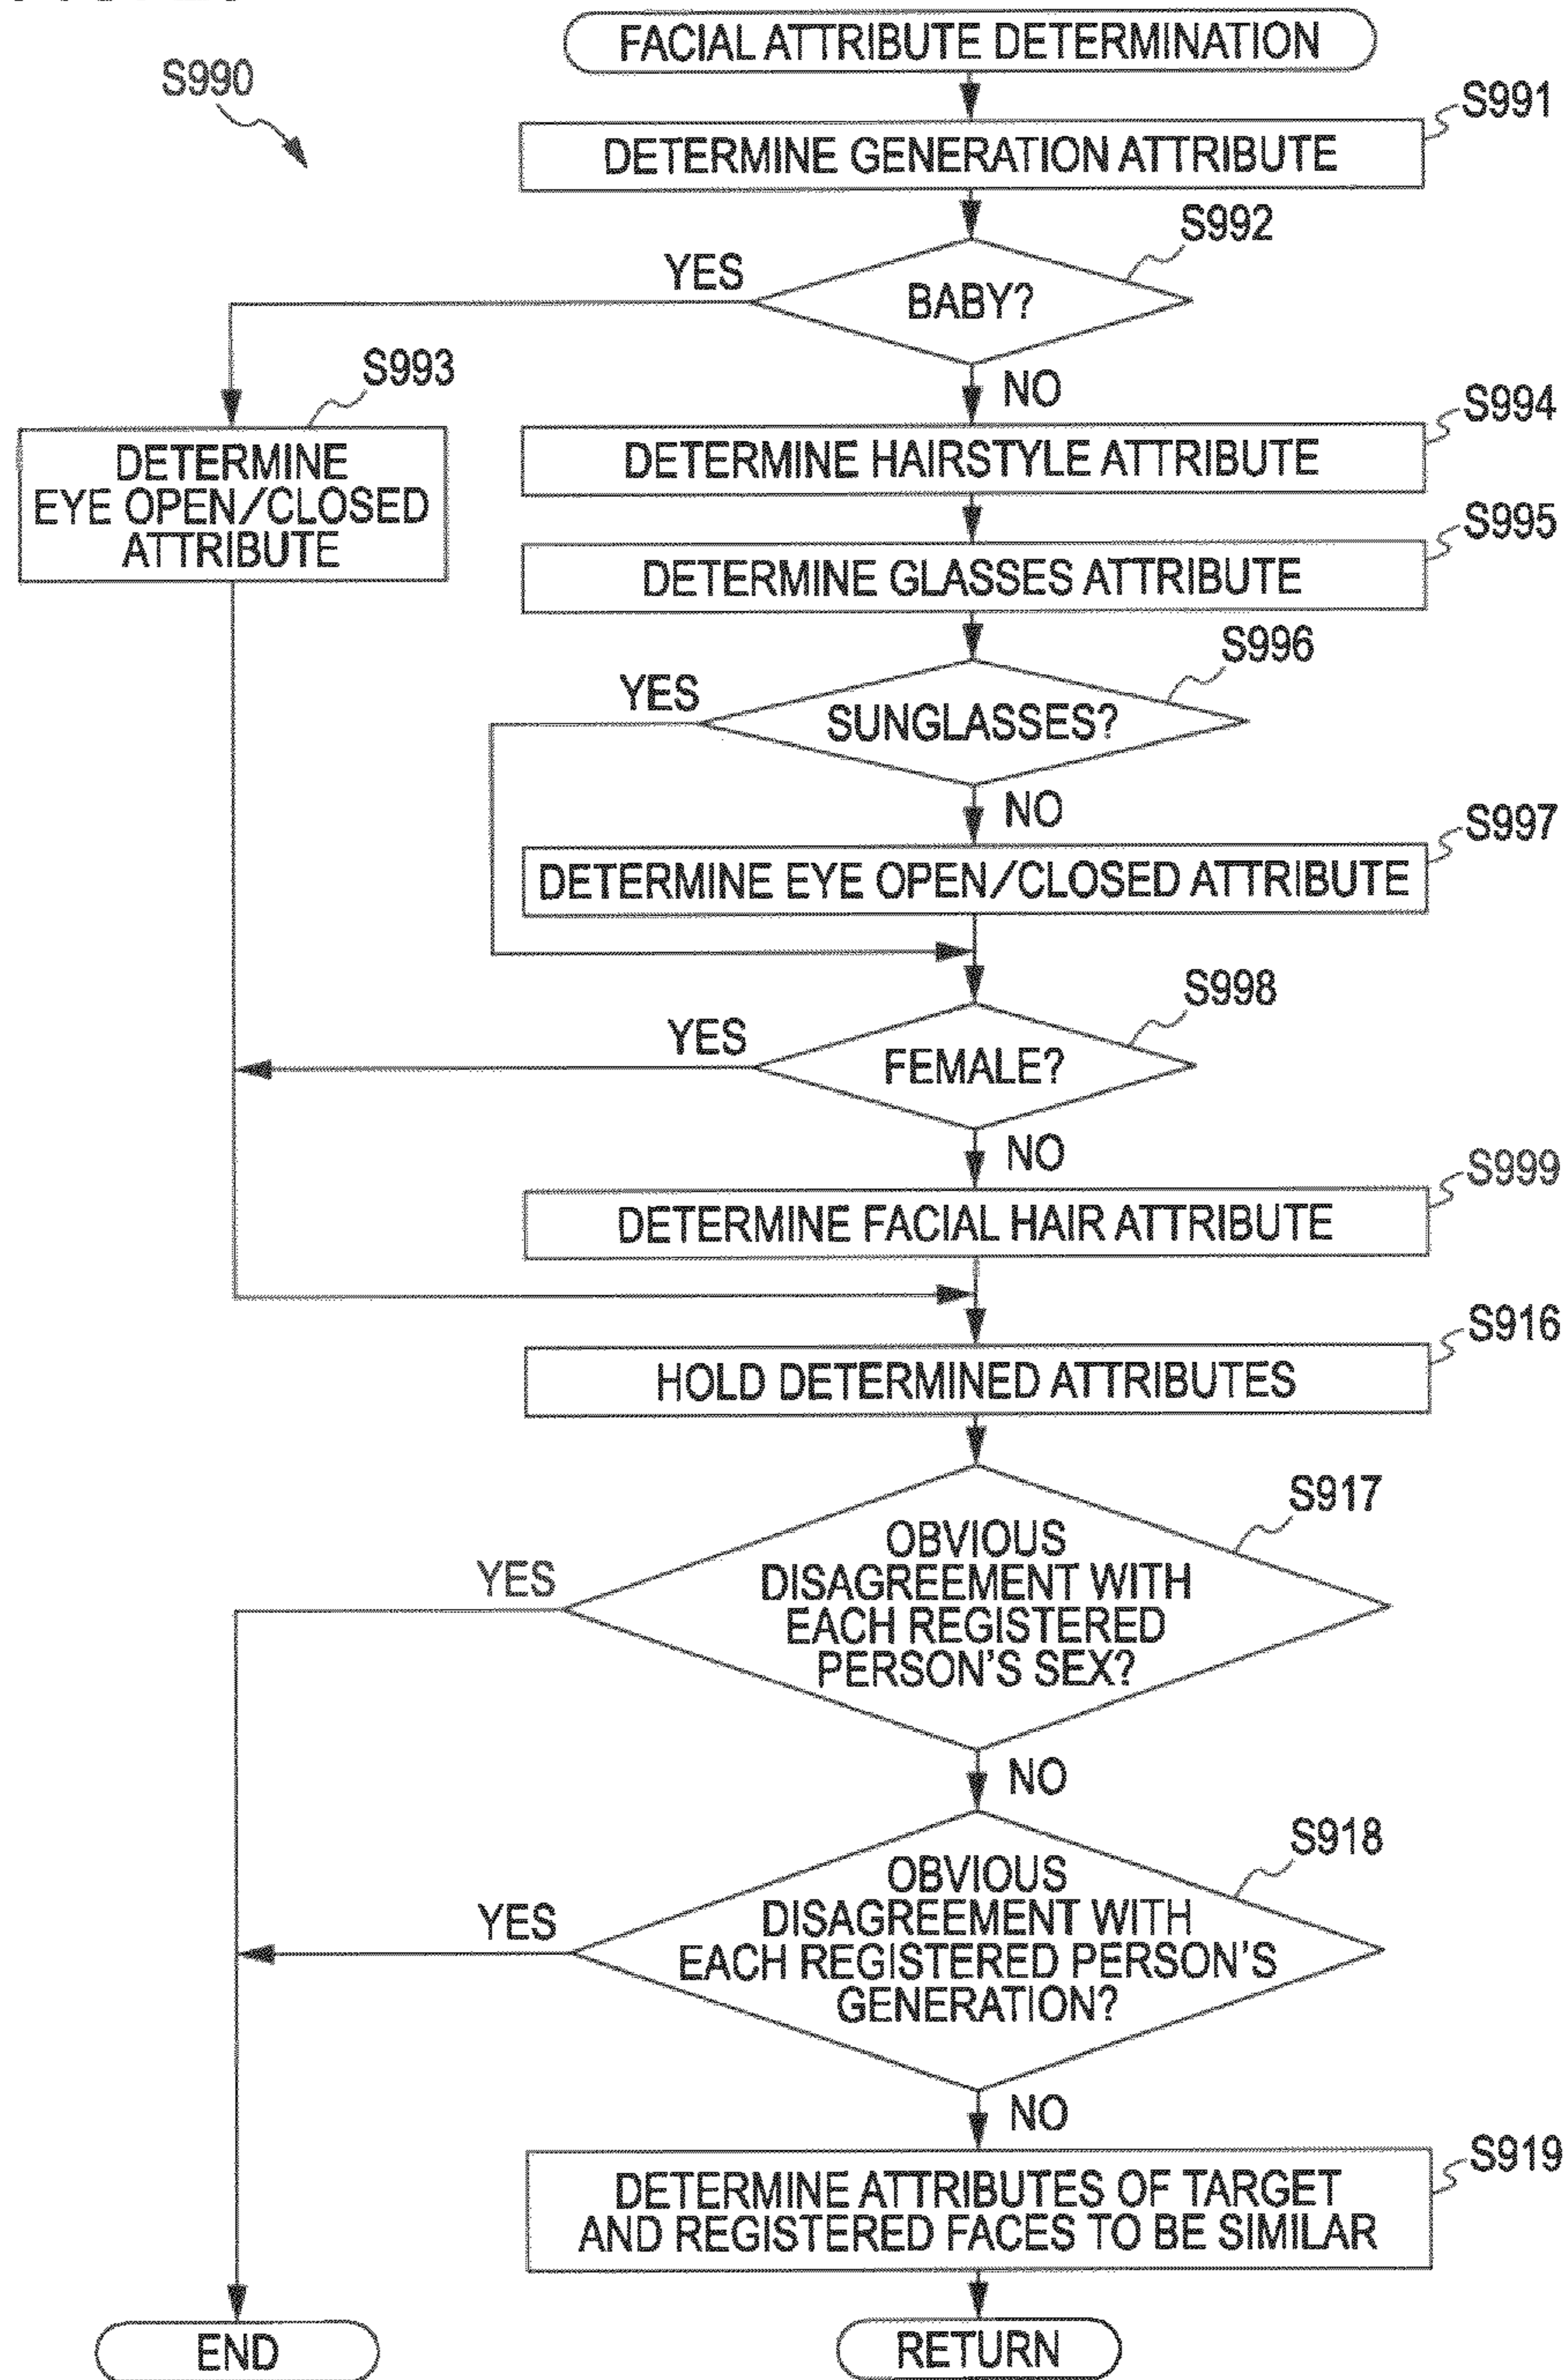 FACIAL ATTRIBUTE DETERMINATION
S990
S991
DETERMINE GENERATION ATTRIBUTE
S992
YES
BABY?
NO
S993
DETERMINE
EYE OPEN/CLOSED
ATTRIBUTE
S994
DETERMINE HAIRSTYLE ATTRIBUTE
S995
DETERMINE GLASSES ATTRIBUTE
S996
YES
SUNGLASSES?
NO
S997
DETERMINE EYE OPEN/CLOSED ATTRIBUTE
S998
YES
FEMALE?
NO
S999
DETERMINE FACIAL HAIR ATTRIBUTE
S916
HOLD DETERMINED ATTRIBUTES
S917
YES
OBVIOUS
DISAGREEMENT WITH
EACH REGISTERED
PERSON'S SEX?
NO
S918
YES
OBVIOUS
DISAGREEMENT WITH
EACH REGISTERED PERSON'S
GENERATION?
NO
S919
DETERMINE ATTRIBUTES OF TARGET
AND REGISTERED FACES TO BE SIMILAR
END
RETURN